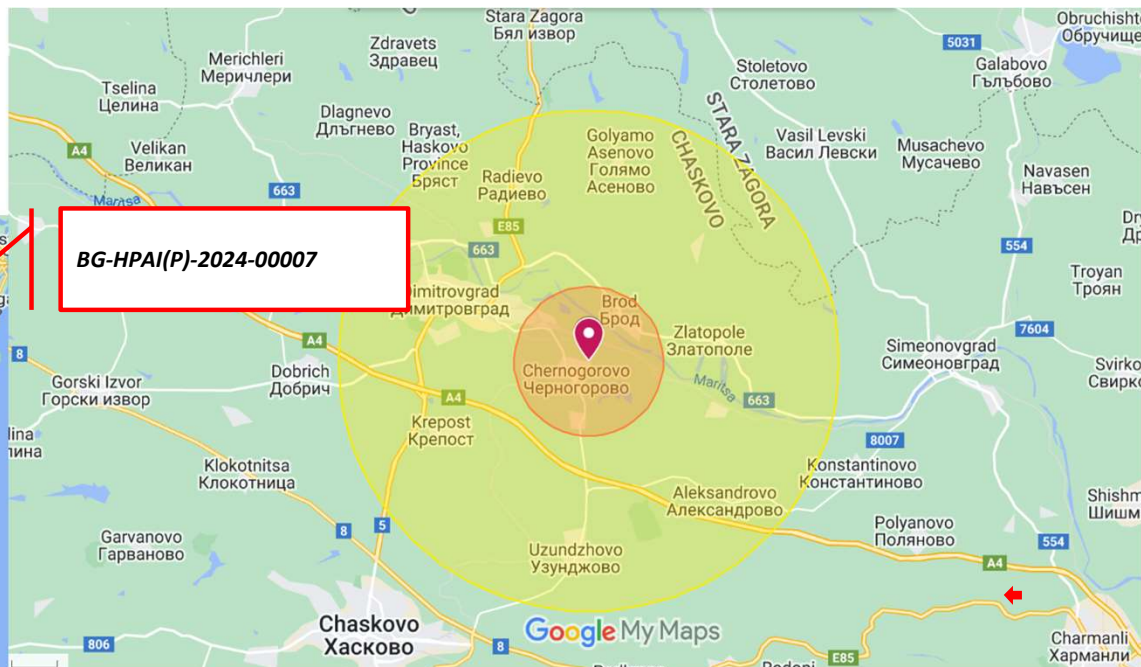 Stara Zagora
Бял извор
Obruchisht
Обручище
5031
Zdravets
Здравец
Merichleri
Меричлери
Galabovo
Гълъбово
Stoletovo
Столетово
Tselina
Целина
STARA ZAGORA
CHASKOVO
Dlagnevo
Длъгнево
Bryast,
Haskovo
Province
Бряст
Golyamo
Asenovo
Голямо
Асеново
Vasil Levski
Васил Левски
Musachevo
Мусачево
A4
Velikan
Великан
Navasen
Навъсен
Radievo
Радиево
663
Maritsa
E85
BG-HPAI(P)-2024-00007
663
554
Troyan
Троян
Dimitrovgrad
Димитровград
Brod
Брод
Zlatopole
Златополе
7604
A4
Simeonovgrad
Симеоновград
8
Dobrich
Добрич
Chernogorovo
Черногорово
Maritsa
663
Gorski Izvor
Горски извор
A4
Krepost
Крепост
8007
Klokotnitsa
Клокотница
Konstantinovo
Константиново
Aleksandrovo
Александрово
Polyanovo
Поляново
8
5
Garvanovo
Гарваново
Uzundzhovo
Узунджово
554
A4
Chaskovo
Хасково
Google My Maps
806
8
E85
Charmanli
Харманли